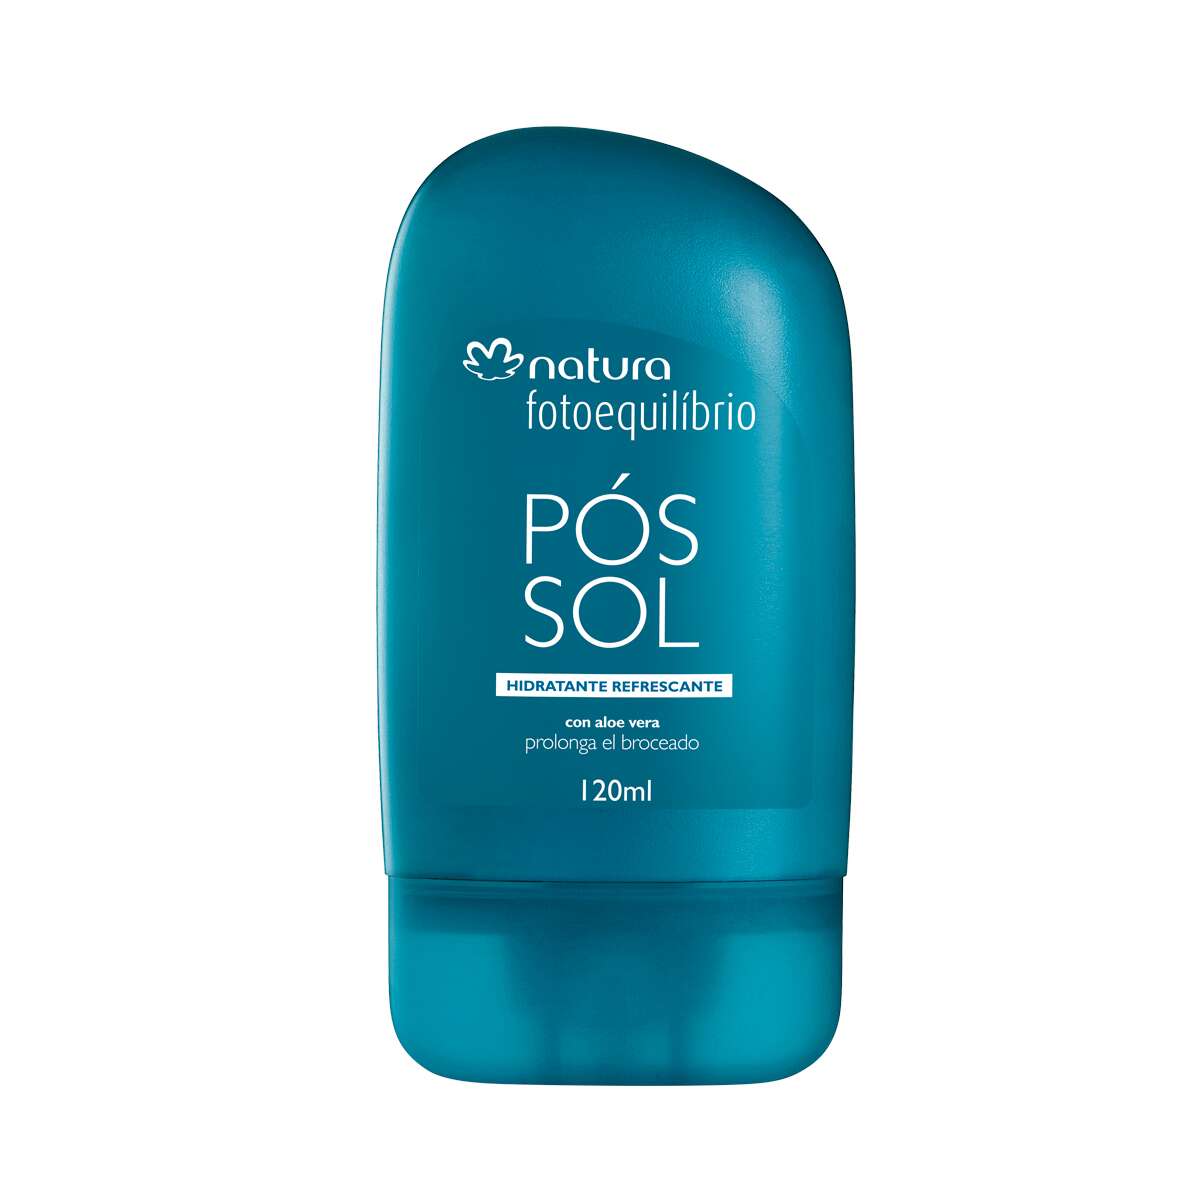 natura
fotoequilíbrio
PÓS
SOL
HIDRATANTE REFRESCANTE
con aloe vera
prolonga el broceado
120ml